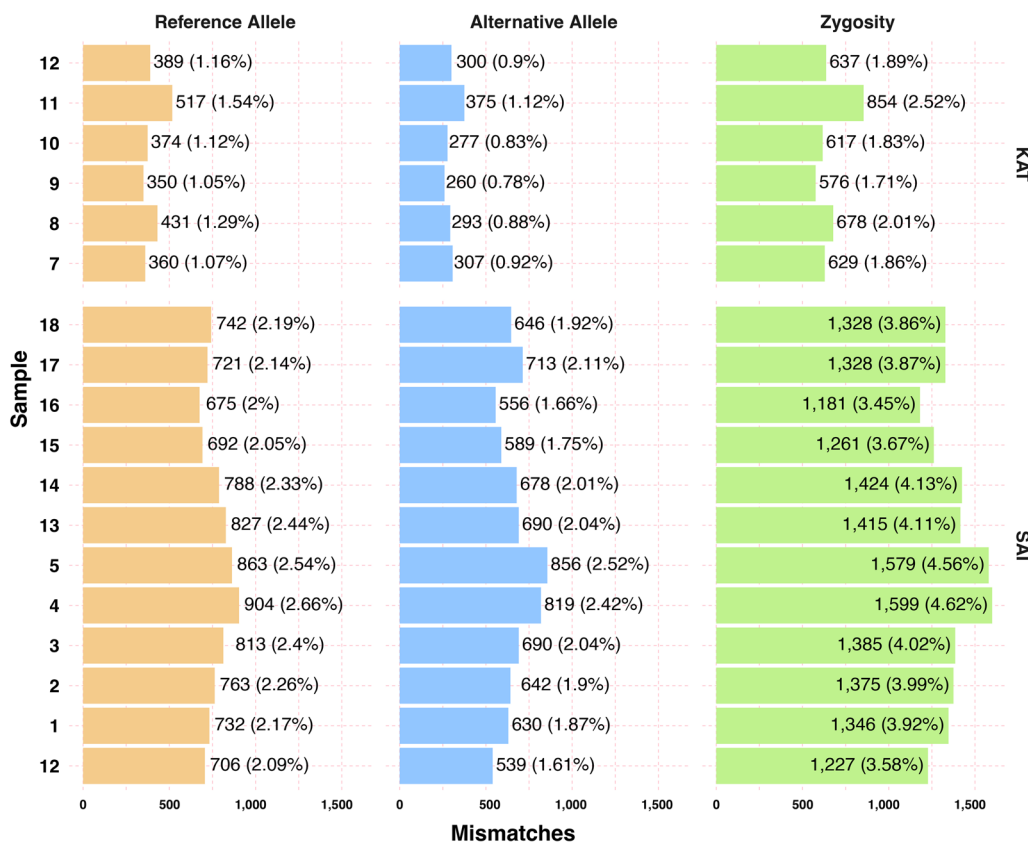 Reference Allele Alternative Allele Zygosity
12 389 (1.16%) 300 (0.9%) 637 (1.89%)
11 517 (1.54%) 375 (1.12%) 854 (2.52%)
10 374 (1.12%) 277 (0.83%) 617 (1.83%)
9 350 (1.05%) 260 (0.78%) 576 (1.71%)
8 431 (1.29%) 293 (0.88%) 678 (2.01%)
7 360 (1.07%) 307 (0.92%) 629 (1.86%)
KAT
18 742 (2.19%) 646 (1.92%) 1,328 (3.86%)
17 721 (2.14%) 713 (2.11%) 1,328 (3.87%)
16 675 (2%) 556 (1.66%) 1,181 (3.45%)
15 692 (2.05%) 589 (1.75%) 1,261 (3.67%)
14 788 (2.33%) 678 (2.01%) 1,424 (4.13%)
13 827 (2.44%) 690 (2.04%) 1,415 (4.11%)
5 863 (2.54%) 856 (2.52%) 1,579 (4.56%)
4 904 (2.66%) 819 (2.42%) 1,599 (4.62%)
3 813 (2.4%) 690 (2.04%) 1,385 (4.02%)
2 763 (2.26%) 642 (1.9%) 1,375 (3.99%)
1 732 (2.17%) 630 (1.87%) 1,346 (3.92%)
12 706 (2.09%) 539 (1.61%) 1,227 (3.58%)
SAI
Sample
0 500 1,000 1,500 0 500 1,000 1,500 0 500 1,000 1,500
Mismatches